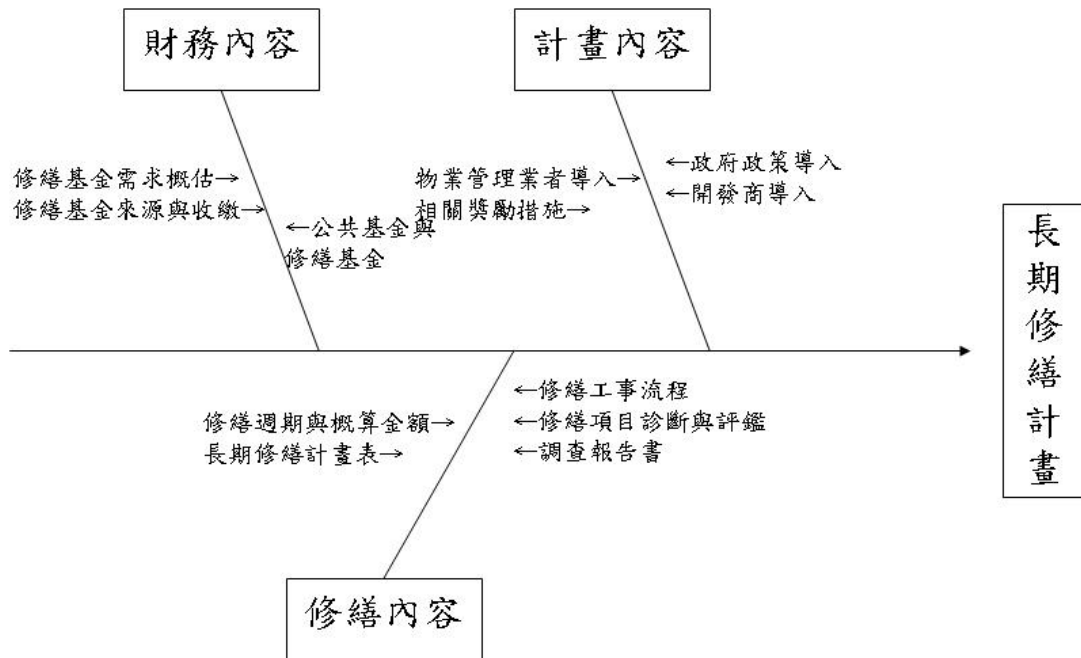 財務內容
計畫內容
修繕基金需求概估→
修繕基金來源與收繳→
←公共基金與
修繕基金
物業管理業者導入→
相關獎勵措施→
←政府政策導入
←開發商導入
長期修繕計畫
修繕週期與概算金額→
長期修繕計畫表→
←修繕工事流程
←修繕項目診斷與評鑑
←調查報告書
修繕內容